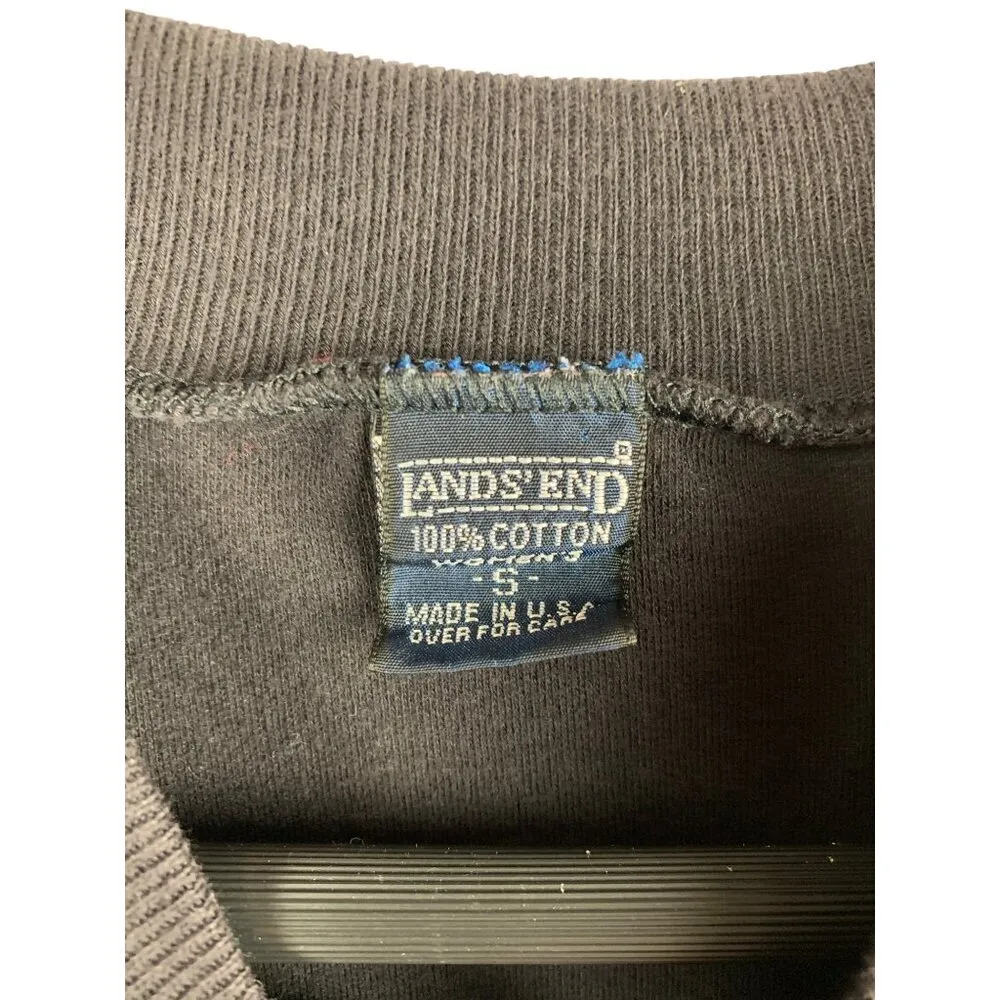 LANDS' END
100% COTTON
WOMEN'S
- S -
MADE IN U.S.A
OVER FOR CARE